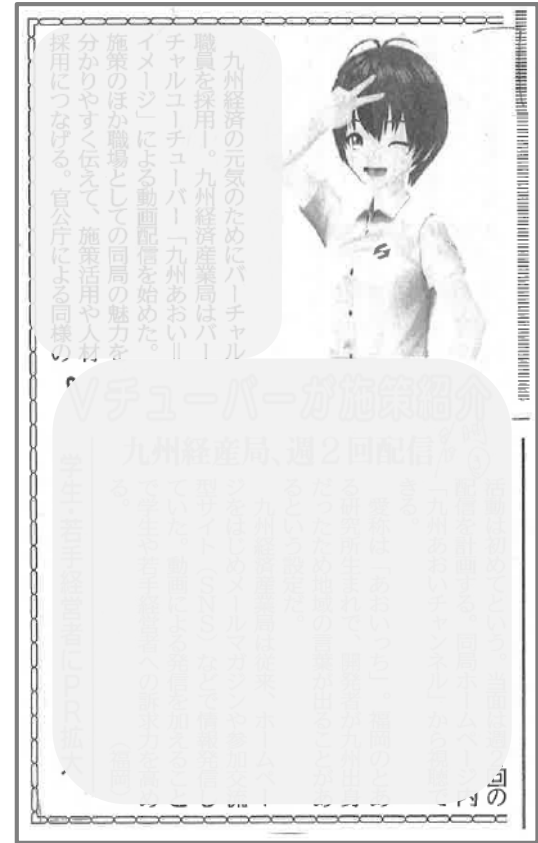 Vチューバーが施策紹介
九州経産局、週2回配信
学生・若手経営者にPR拡大
九州経済の元気のためにバーチャル
職員を採用―。九州経済産業局はバー
チャルユーチューバー「九州あおい＝
イメージ」による動画配信を始めた。
施策のほか職場としての同局の魅力を
分かりやすく伝えて、施策活用や人材
採用につなげる。官公庁による同様の
活動は初めてという。当面は週2回の
配信を計画する。同局ホームページ内
「九州あおいチャンネル」から視聴で
きる。
愛称は「あおいっち」。福岡のとあ
る研究所生まれで、開発者が九州出身
だったため地域の言葉が出ることがあ
るという設定だ。
九州経済産業局は従来、ホームペー
ジをはじめメールマガジンや参加交流
型サイト（SNS）などで情報発信し
ていた。動画による発信を加えること
で学生や若手経営者への訴求力を高め
る。（福岡）